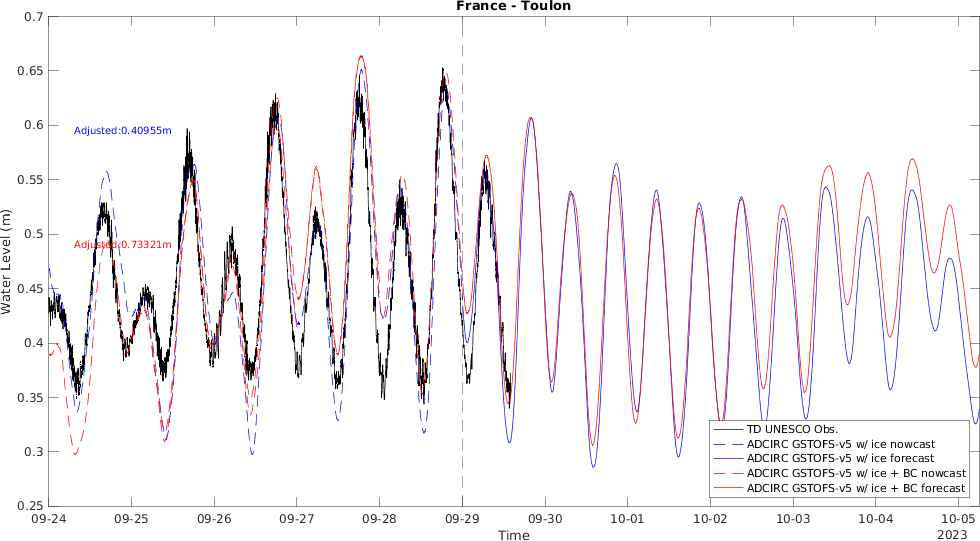 France - Toulon
0.7
0.65
0.6
0.55
0.5
0.45
0.4
0.35
0.3
0.25
Water Level (m)
Adjusted:0.40955m
Adjusted:0.73321m
TD UNESCO Obs.
ADCIRC GSTOFS-v5 w/ ice nowcast
ADCIRC GSTOFS-v5 w/ ice forecast
ADCIRC GSTOFS-v5 w/ ice + BC nowcast
ADCIRC GSTOFS-v5 w/ ice + BC forecast
09-24 09-25 09-26 09-27 09-28 09-29 09-30 10-01 10-02 10-03 10-04 10-05
Time
2023